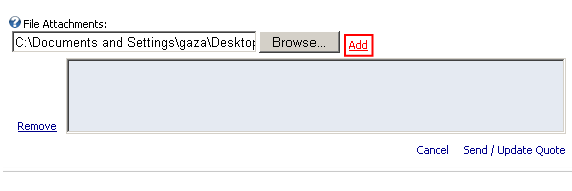 File Attachments:
C:\Documents and Settings\gaza\Desktop Browse... Add
Remove
Cancel Send / Update Quote